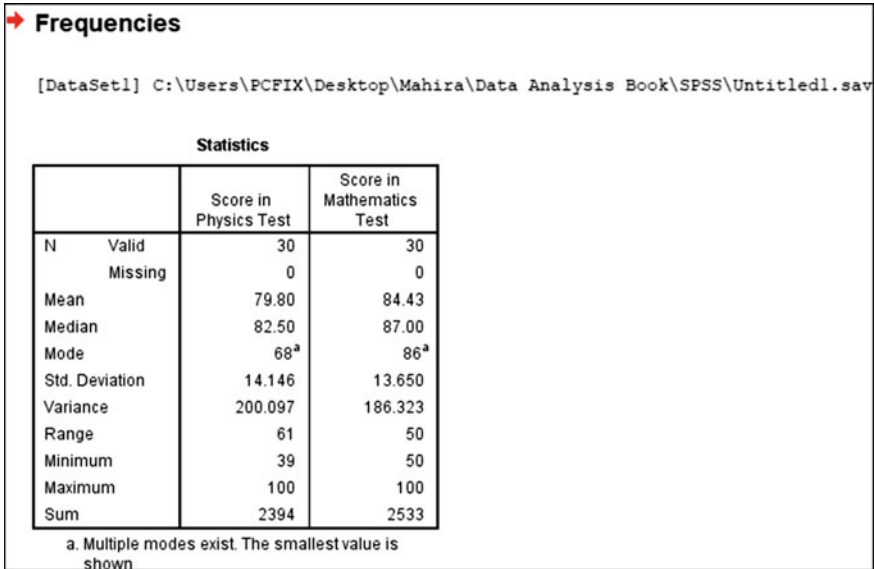 Frequencies
[DataSet1] C:\Users\PCFIX\Desktop\Mahira\Data Analysis Book\SPSS\Untitled1.sav
Statistics
Score in Physics Test Score in Mathematics Test
N Valid 30 30
Missing 0 0
Mean 79.80 84.43
Median 82.50 87.00
Mode 68a 86a
Std. Deviation 14.146 13.650
Variance 200.097 186.323
Range 61 50
Minimum 39 50
Maximum 100 100
Sum 2394 2533
a. Multiple modes exist. The smallest value is
shown